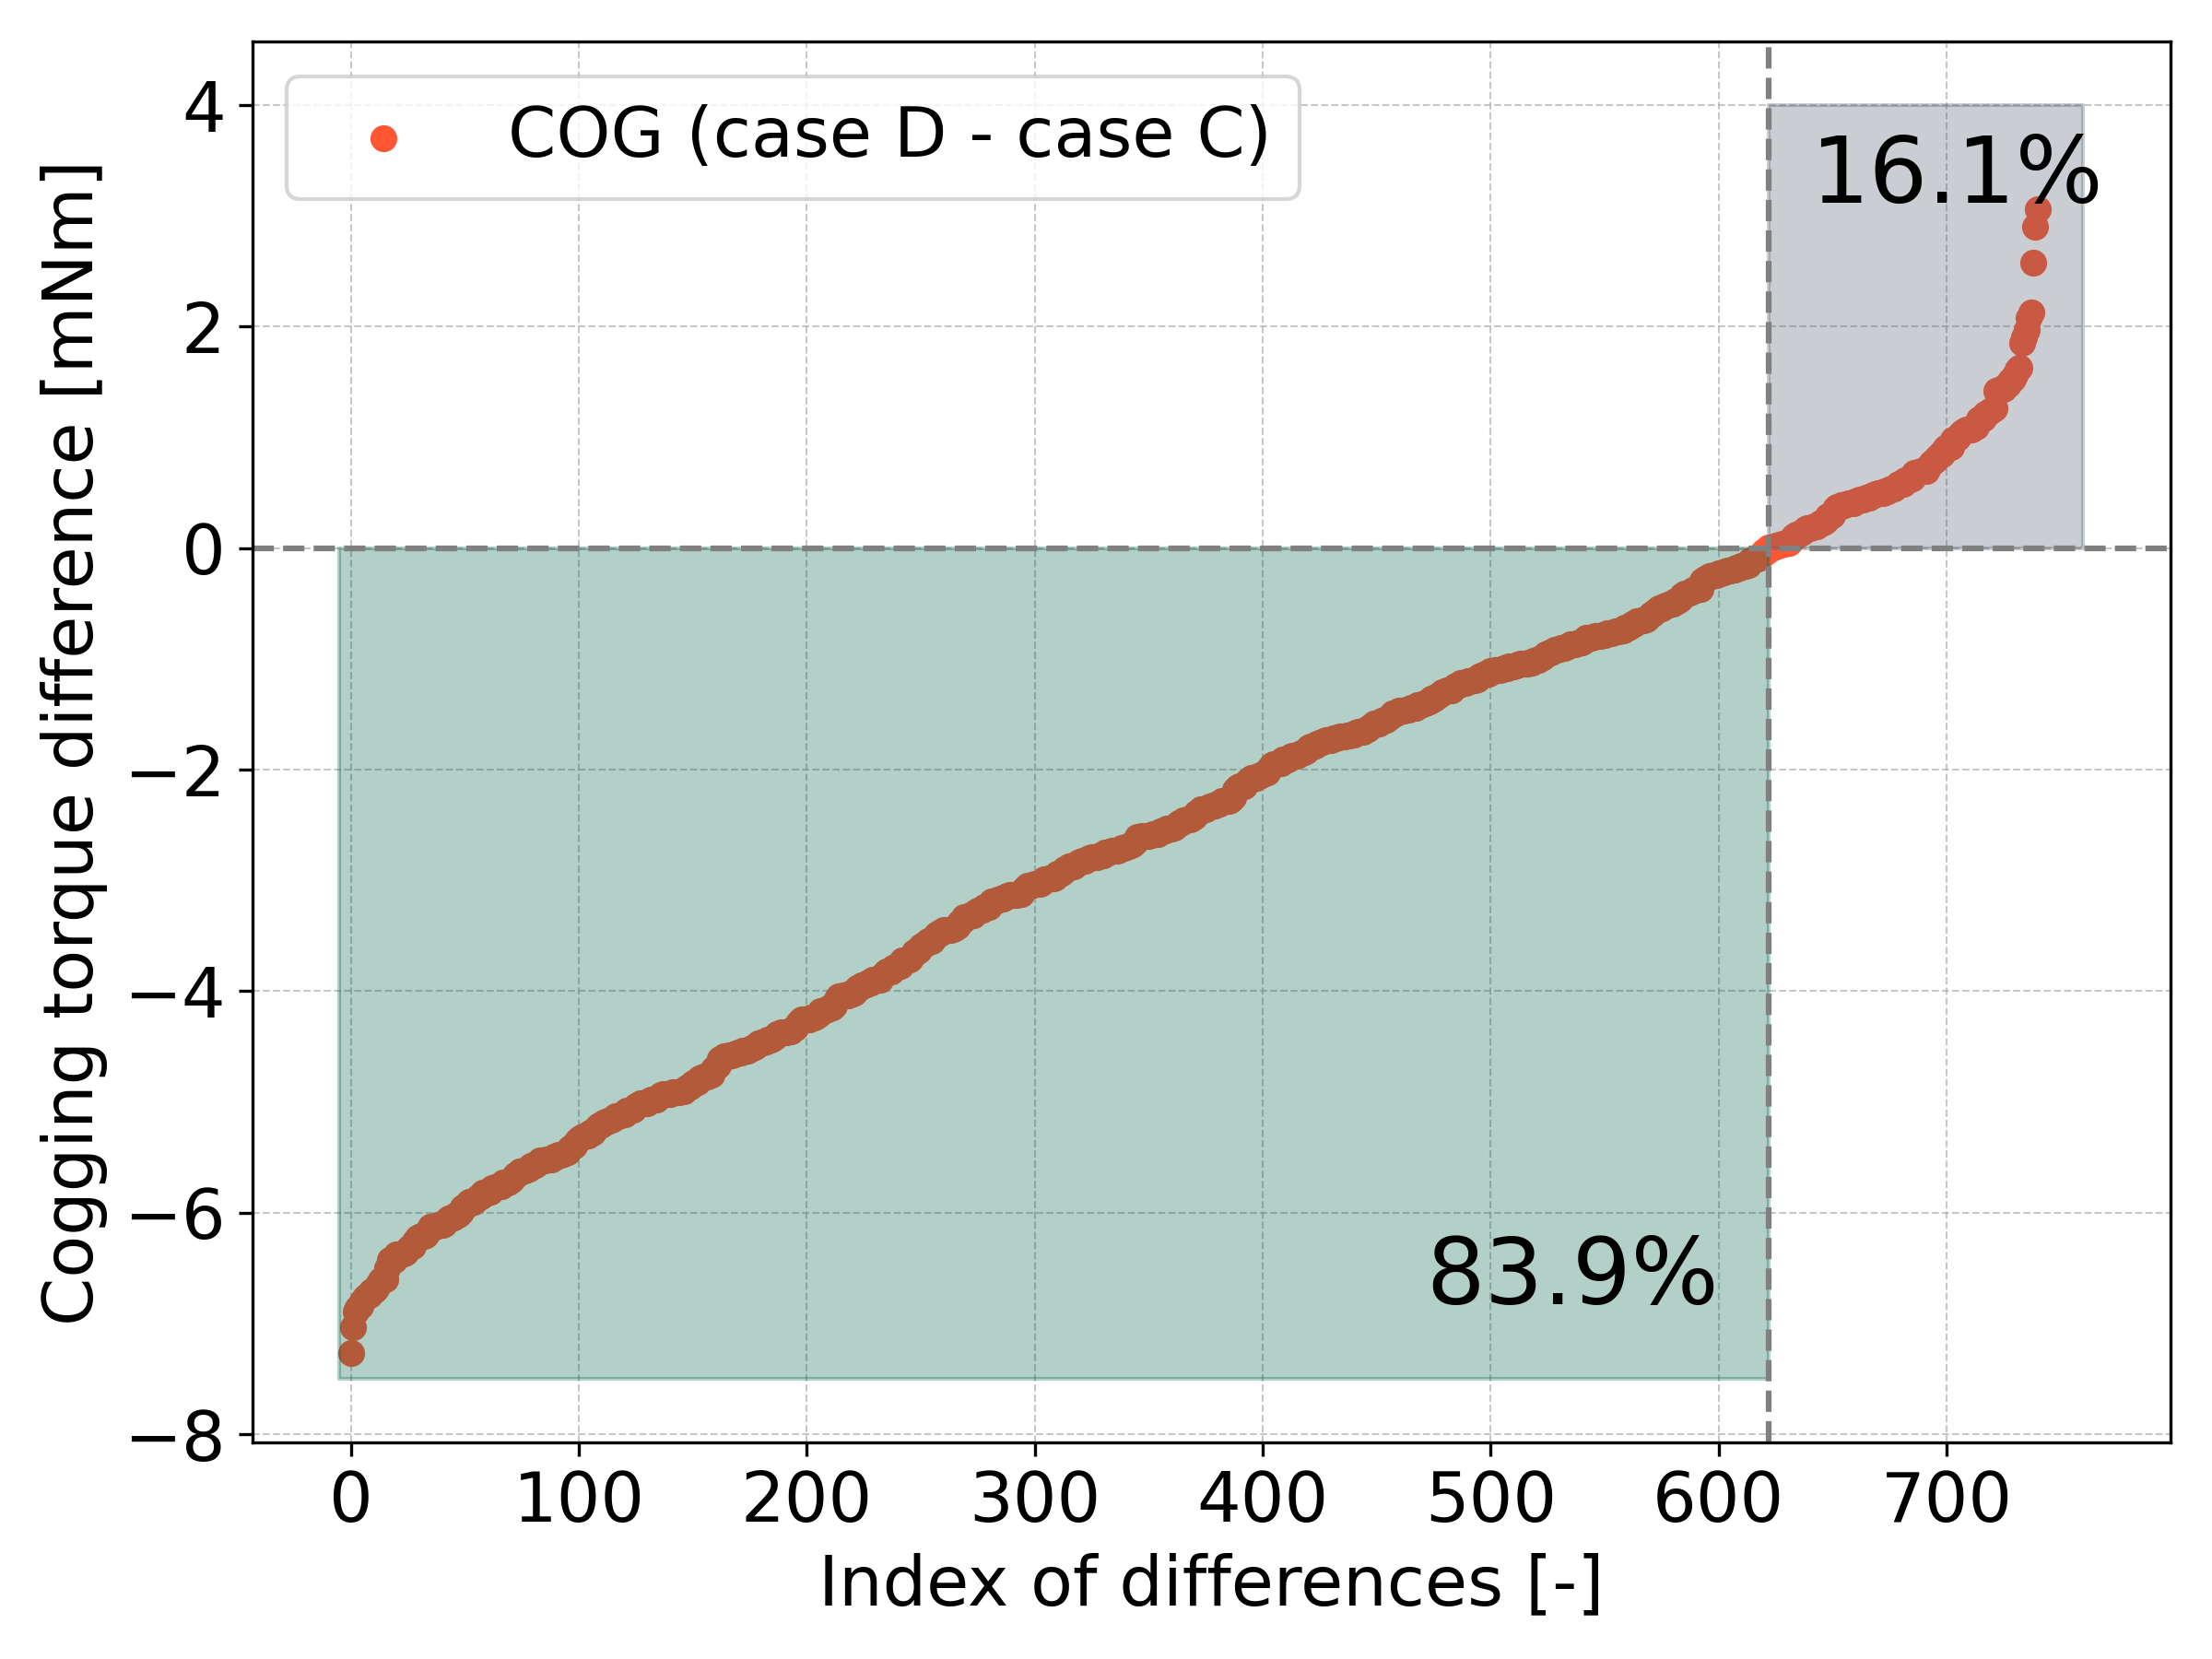 COG (case D - case C)
16.1%
83.9%
Cogging torque difference [mNm]
4
2
0
−2
−4
−6
−8
0 100 200 300 400 500 600 700
Index of differences [-]